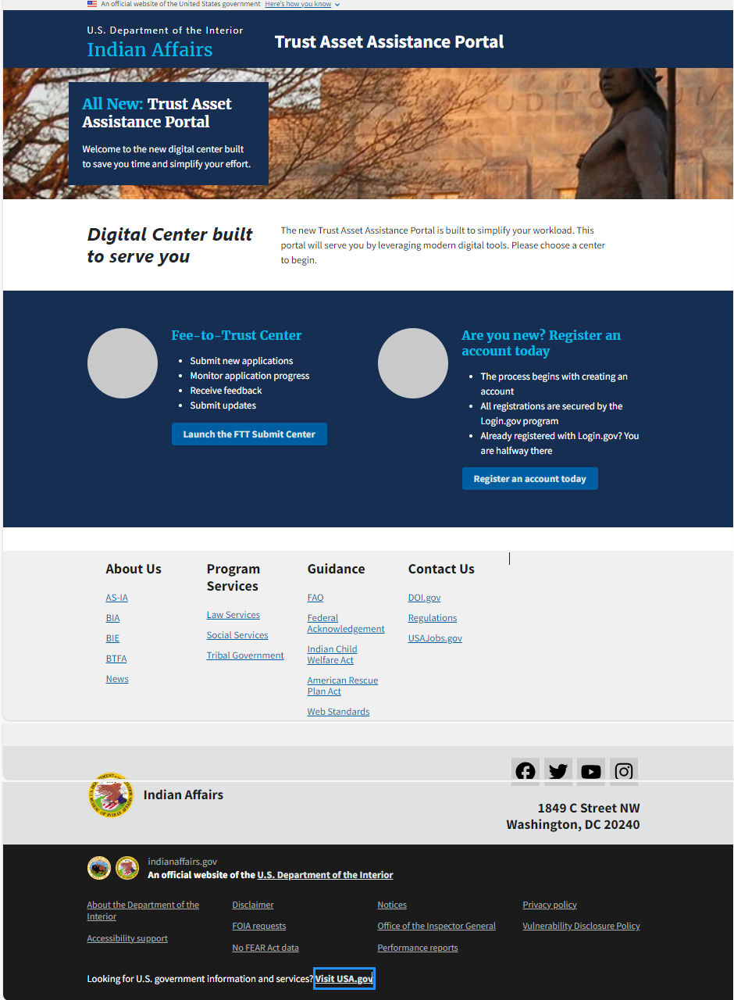 An official website of the United States government Here's how you know
U.S. Department of the Interior
Indian Affairs
Trust Asset Assistance Portal
All New: Trust Asset
Assistance Portal
Welcome to the new digital center built
to save you time and simplify your effort.
Digital Center built
to serve you
The new Trust Asset Assistance Portal is built to simplify your workload. This
portal will serve you by leveraging modern digital tools. Please choose a center
to begin.
Fee-to-Trust Center
Submit new applications
Monitor application progress
Receive feedback
Submit updates
Launch the FTT Submit Center
Are you new? Register an
account today
The process begins with creating an
account
All registrations are secured by the
Login.gov program
Already registered with Login.gov? You
are halfway there
Register an account today
About Us
AS-IA
BIA
BIE
BTFA
News
Program
Services
Law Services
Social Services
Tribal Government
Guidance
FAQ
Federal
Acknowledgement
Indian Child
Welfare Act
American Rescue
Plan Act
Web Standards
Contact Us
DOI.gov
Regulations
USAJobs.gov
Indian Affairs
1849 C Street NW
Washington, DC 20240
indianaffairs.gov
An official website of the U.S. Department of the Interior
About the Department of the
Interior
Accessibility support
Disclaimer
FOIA requests
No FEAR Act data
Notices
Office of the Inspector General
Performance reports
Privacy policy
Vulnerability Disclosure Policy
Looking for U.S. government information and services? Visit USA.gov